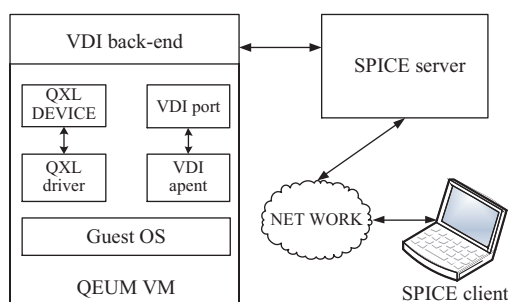 VDI back-end
QXL
DEVICE
VDI port
QXL
driver
VDI
apent
Guest OS
QEUM VM
SPICE server
NET WORK
SPICE client